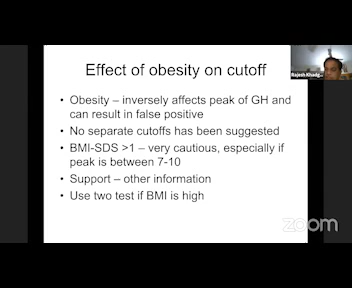 Effect of obesity on cutoff
• Obesity – inversely affects peak of GH and
can result in false positive
• No separate cutoffs has been suggested
• BMI-SDS >1 – very cautious, especially if
peak is between 7-10
• Support – other information
• Use two test if BMI is high
Rajesh Khadg...
zoom